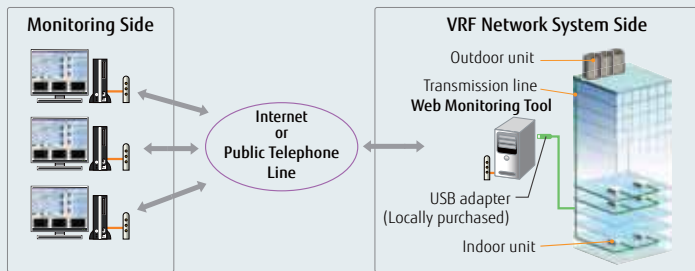 Monitoring Side
Internet
or
Public Telephone
Line
VRF Network System Side
Outdoor unit
Transmission line
Web Monitoring Tool
USB adapter
(Locally purchased)
Indoor unit